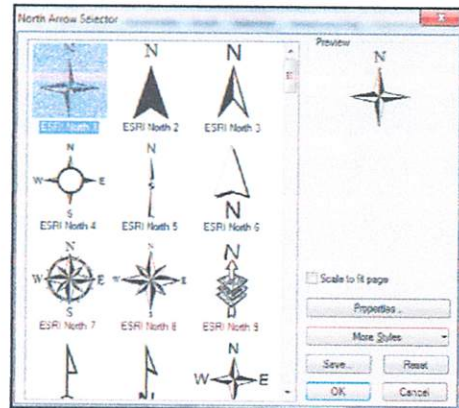 North Arrow Selector
Preview
N
N
N
N
ESRI North 1
ESRI North 2
ESRI North 3
N
W E
S
S
N
ESRI North 4
ESRI North 5
ESRI North 6
N
N
N
W E
W E
S
S
ESRI North 7
ESRI North 8
ESRI North 9
N
W E
Scale to fit page
Properties...
More Styles
Save...
Reset
OK
Cancel